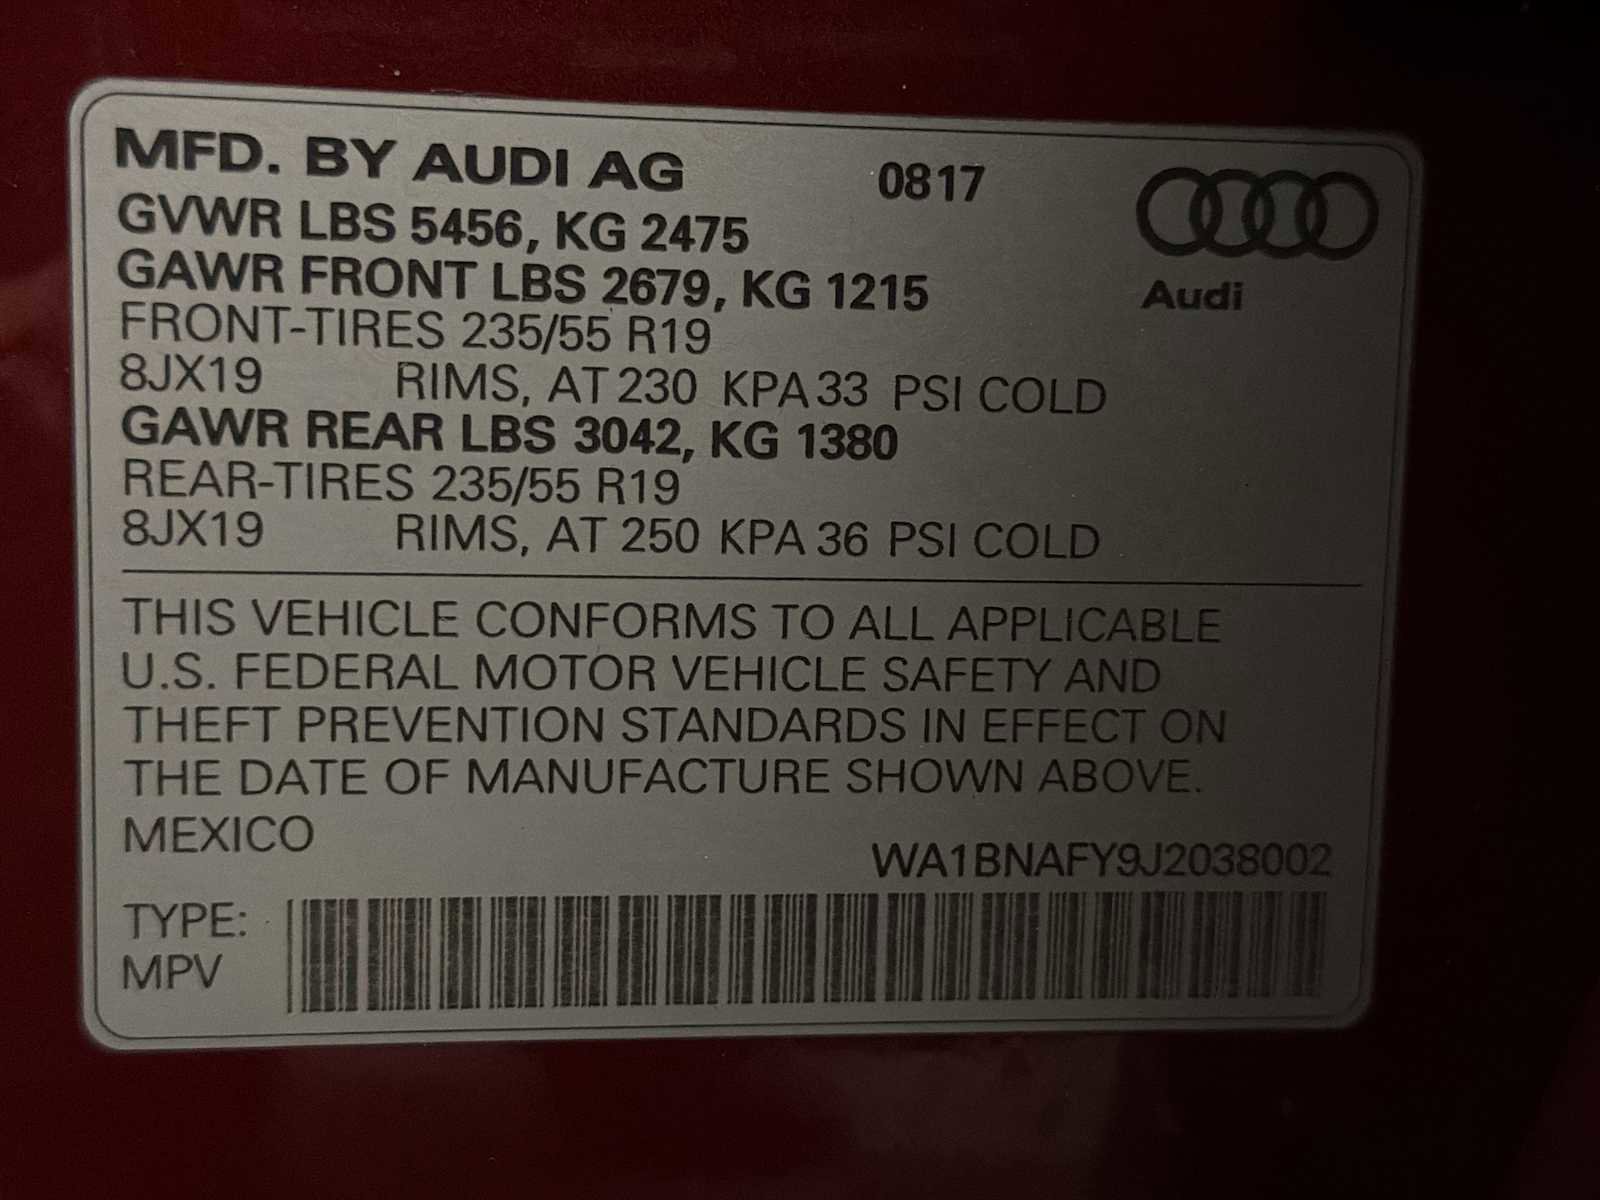 MFD. BY AUDI AG 0817
GVWR LBS 5456, KG 2475
GAWR FRONT LBS 2679, KG 1215
Audi
FRONT-TIRES 235/55 R19
8JX19 RIMS, AT 230 KPA 33 PSI COLD
GAWR REAR LBS 3042, KG 1380
REAR-TIRES 235/55 R19
8JX19 RIMS, AT 250 KPA 36 PSI COLD
THIS VEHICLE CONFORMS TO ALL APPLICABLE
U.S. FEDERAL MOTOR VEHICLE SAFETY AND
THEFT PREVENTION STANDARDS IN EFFECT ON
THE DATE OF MANUFACTURE SHOWN ABOVE.
MEXICO
WA1BNAFY9J2038002
TYPE:
MPV